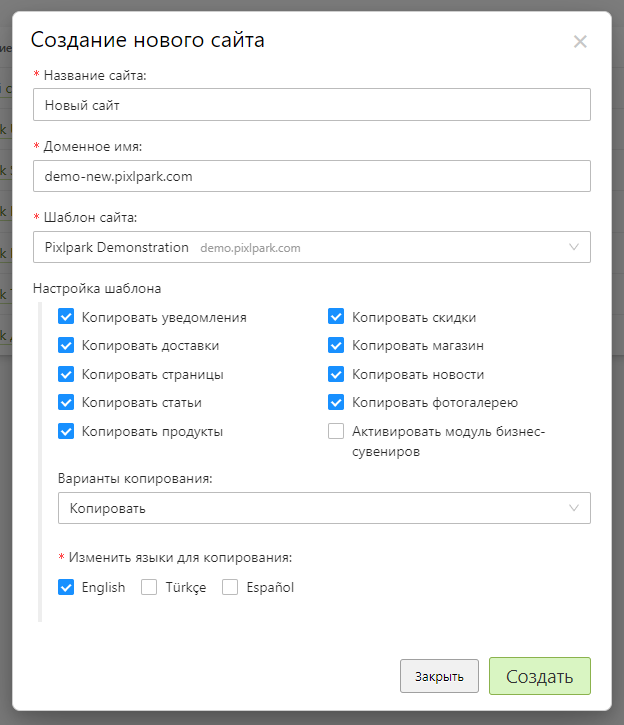 Создание нового сайта
* Название сайта:
Новый сайт
* Доменное имя:
demo-new.pixlpark.com
* Шаблон сайта:
Pixlpark Demonstration demo.pixlpark.com
Настройка шаблона
Копировать уведомления
Копировать скидки
Копировать доставки
Копировать магазин
Копировать страницы
Копировать новости
Копировать статьи
Копировать фотогалерею
Копировать продукты
Активировать модуль бизнес-
сувениров
Варианты копирования:
Копировать
* Изменить языки для копирования:
English Türkçe Español
Закрыть Создать